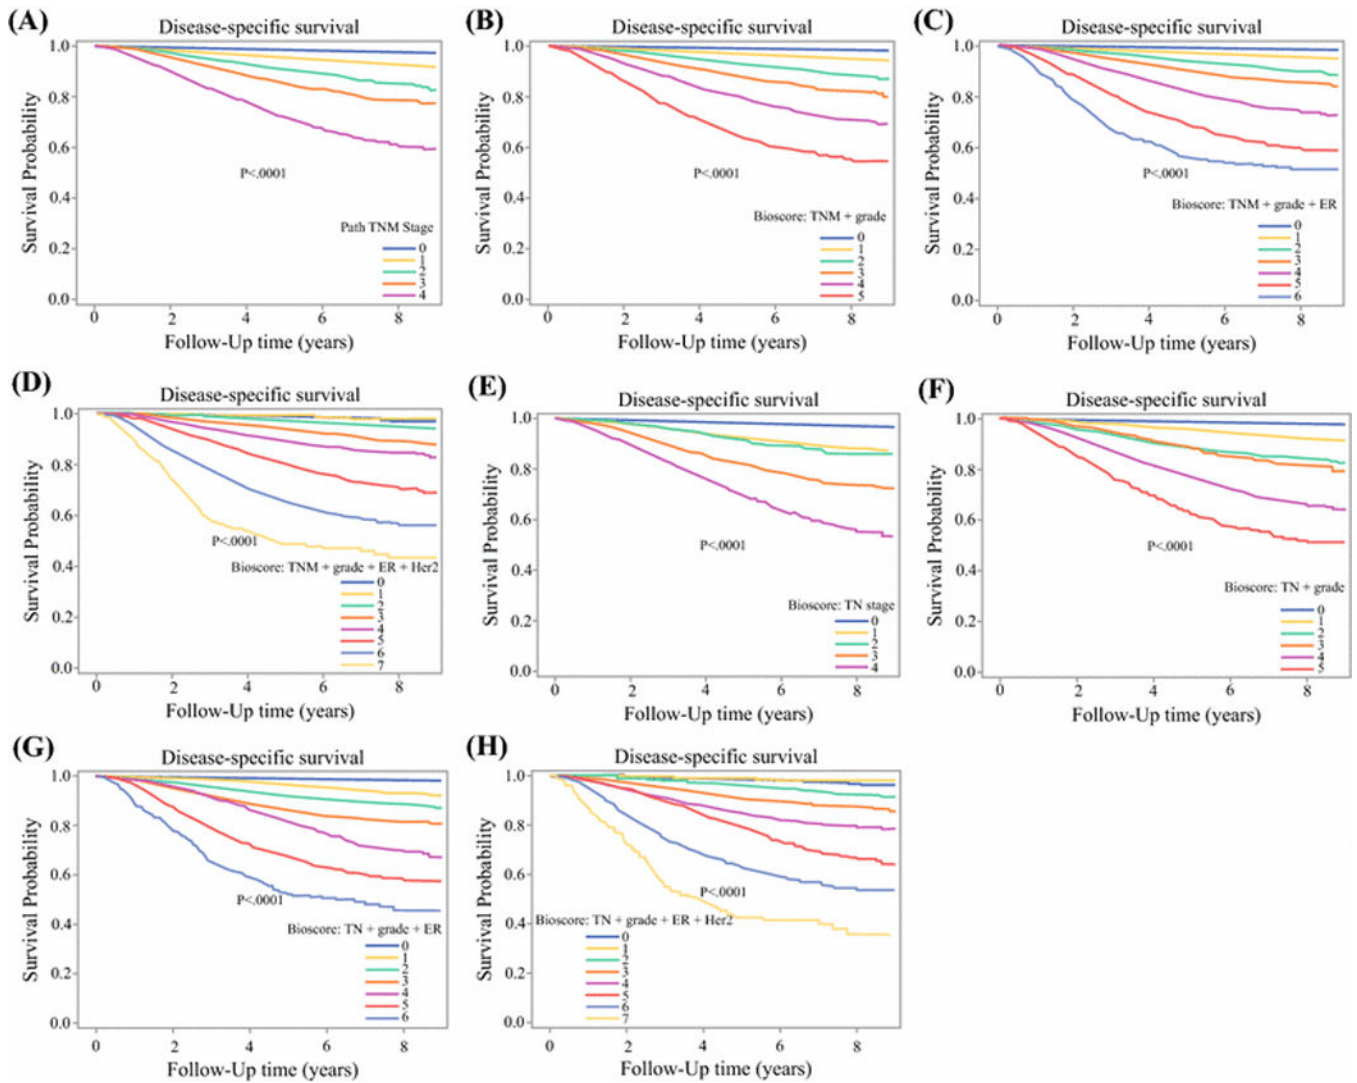 (A)
Disease-specific survival
Survival Probability
1.0
0.8
0.6
0.4
0.2
0.0
P<.0001
Path TNM Stage
0
1
2
3
4
0 2 4 6 8
Follow-Up time (years)
(B)
Disease-specific survival
Survival Probability
1.0
0.8
0.6
0.4
0.2
0.0
P<.0001
Bioscore: TNM + grade
0
1
2
3
4
5
0 2 4 6 8
Follow-Up time (years)
(C)
Disease-specific survival
Survival Probability
1.0
0.8
0.6
0.4
0.2
0.0
P<.0001
Bioscore: TNM + grade + ER
0
1
2
3
4
5
6
0 2 4 6 8
Follow-Up time (years)
(D)
Disease-specific survival
Survival Probability
1.0
0.8
0.6
0.4
0.2
0.0
P<.0001
Bioscore: TNM + grade + ER + Her2
0
1
2
3
4
5
6
7
0 2 4 6 8
Follow-Up time (years)
(E)
Disease-specific survival
Survival Probability
1.0
0.8
0.6
0.4
0.2
0.0
P<.0001
Bioscore: TN stage
0
1
2
3
4
0 2 4 6 8
Follow-Up time (years)
(F)
Disease-specific survival
Survival Probability
1.0
0.8
0.6
0.4
0.2
0.0
P<.0001
Bioscore: TN + grade
0
1
2
3
4
5
0 2 4 6 8
Follow-Up time (years)
(G)
Disease-specific survival
Survival Probability
1.0
0.8
0.6
0.4
0.2
0.0
P<.0001
Bioscore: TN + grade + ER
0
1
2
3
4
5
6
0 2 4 6 8
Follow-Up time (years)
(H)
Disease-specific survival
Survival Probability
1.0
0.8
0.6
0.4
0.2
0.0
P<.0001
Bioscore: TN + grade + ER + Her2
0
1
2
3
4
5
6
7
0 2 4 6 8
Follow-Up time (years)